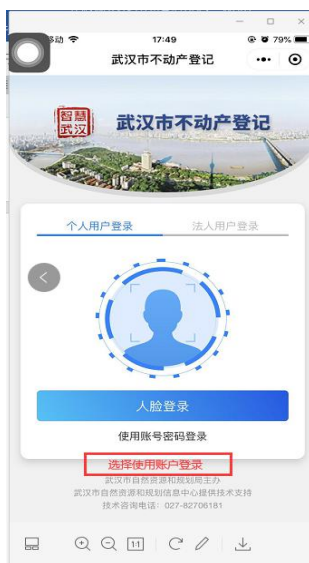 移动
17:49
79%
武汉市不动产登记
智慧
武汉
武汉市不动产登记
个人用户登录
法人用户登录
人脸登录
使用账号密码登录
选择使用账户登录
武汉市自然资源和规划局主办
武汉市自然资源和规划信息中心提供技术支持
技术咨询电话：027-82706181
1:1